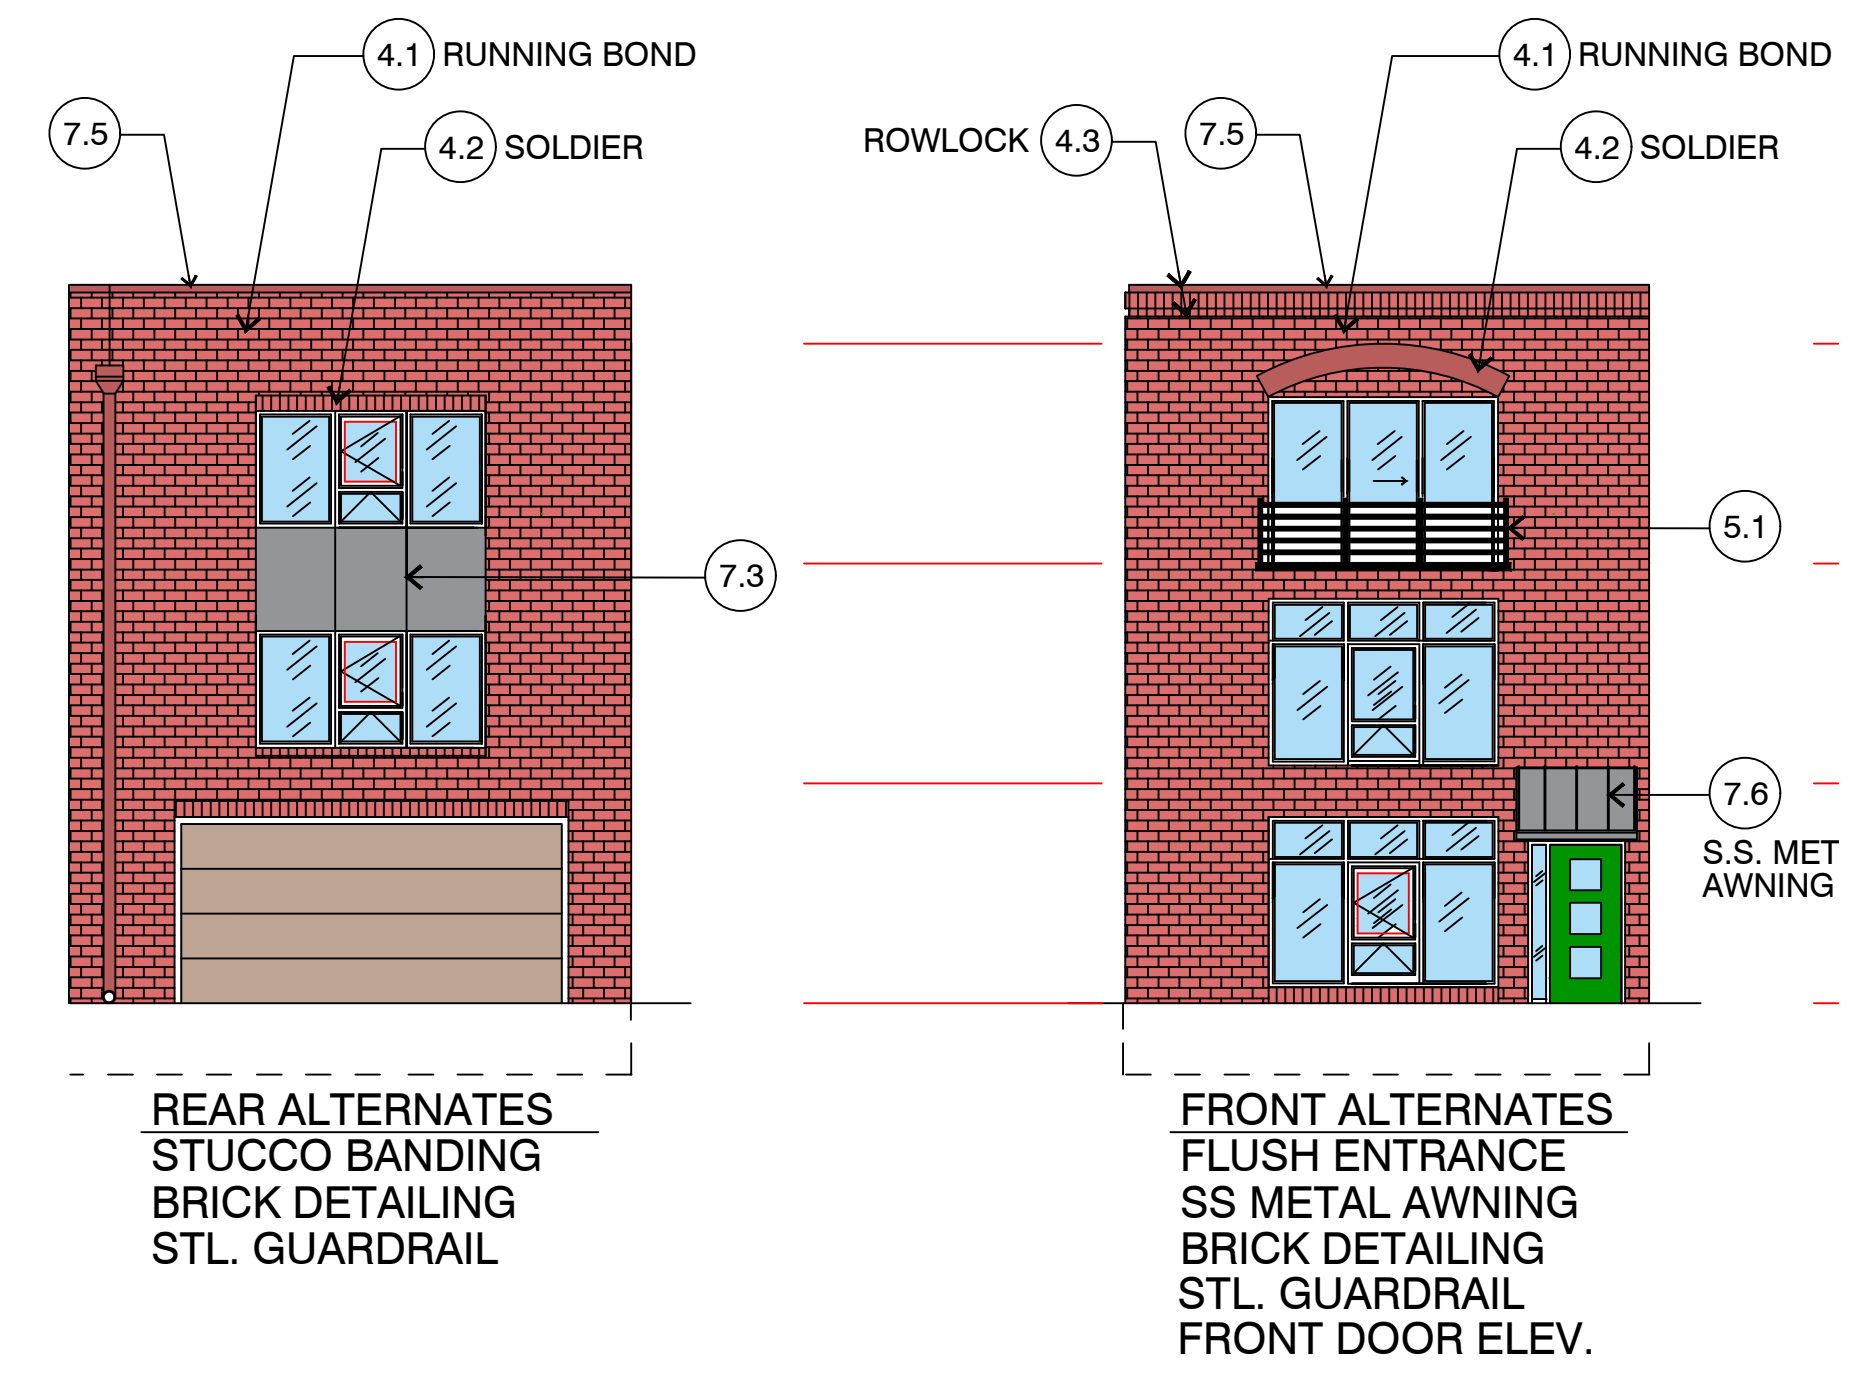 4.1 RUNNING BOND
7.5
4.2 SOLDIER
7.3
REAR ALTERNATES
STUCCO BANDING
BRICK DETAILING
STL. GUARDRAIL
4.1 RUNNING BOND
ROWLOCK 4.3
7.5
4.2 SOLDIER
5.1
7.6
S.S. MET
AWNING
FRONT ALTERNATES
FLUSH ENTRANCE
SS METAL AWNING
BRICK DETAILING
STL. GUARDRAIL
FRONT DOOR ELEV.